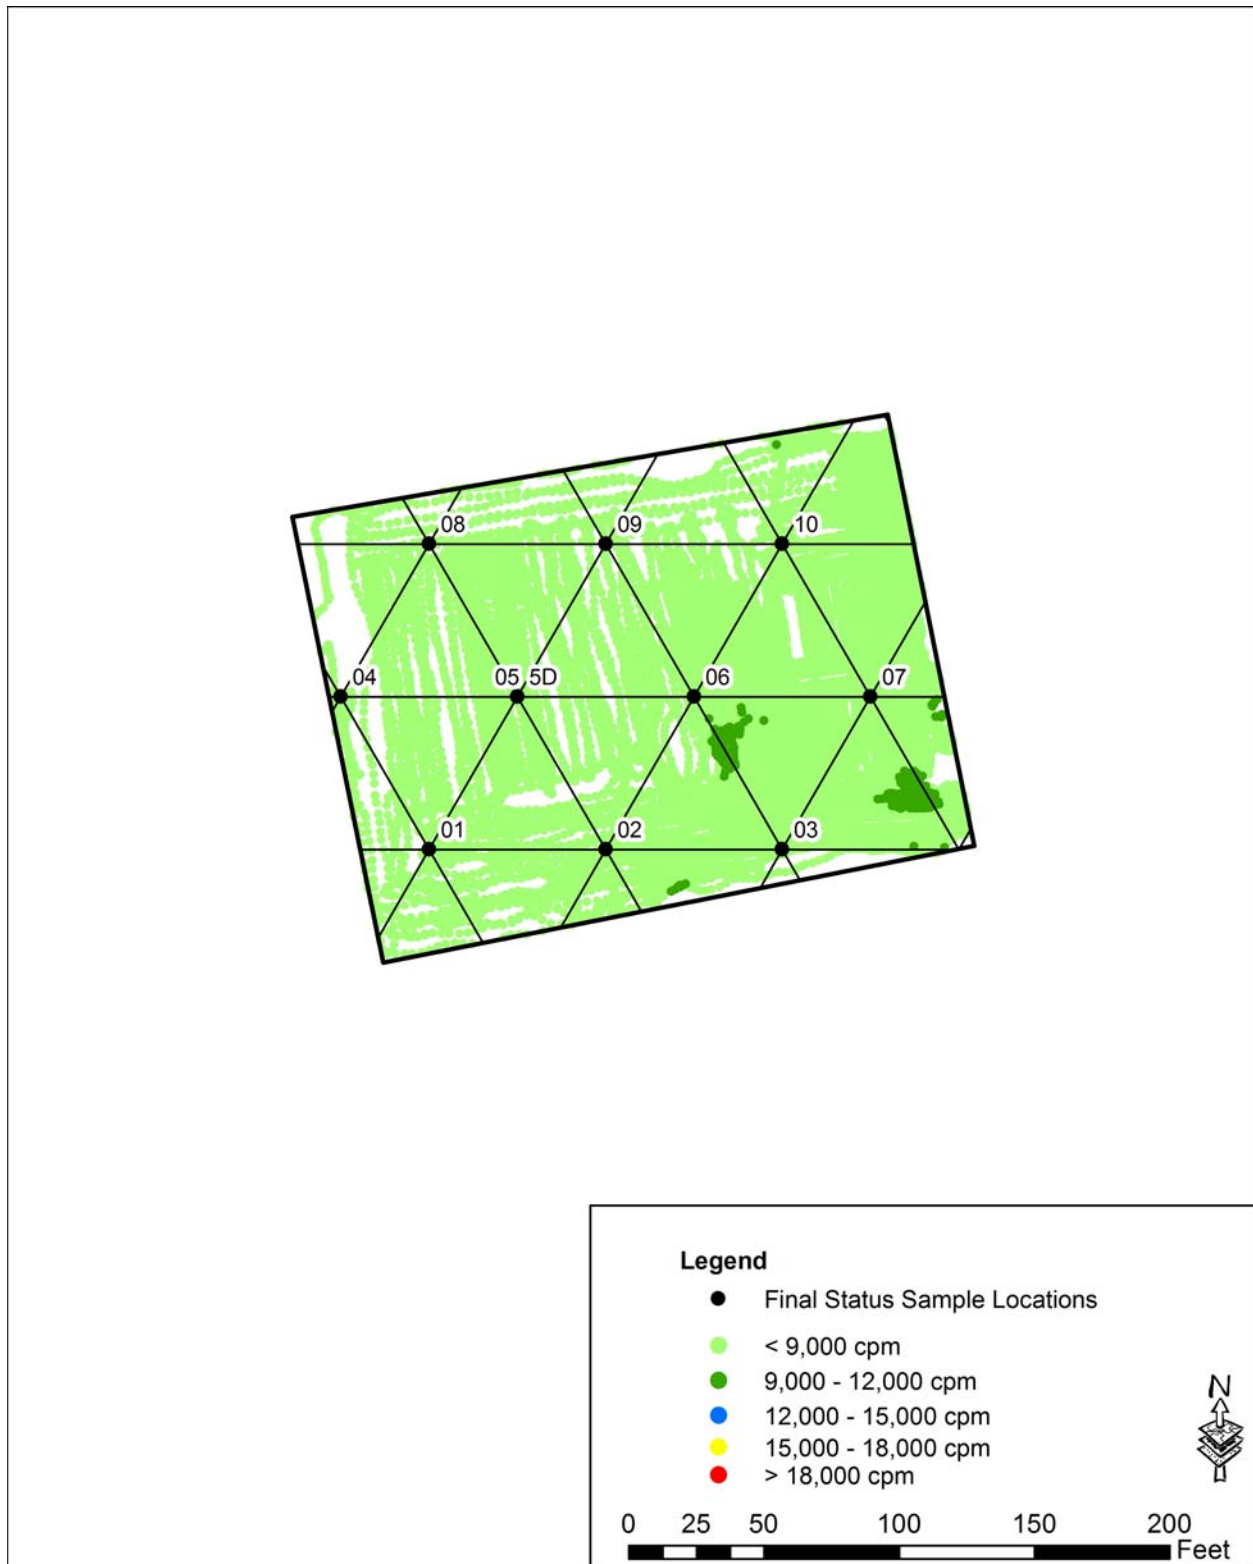 08 09 10
04 05 5D 06 07
01 02 03
Legend
Final Status Sample Locations
< 9,000 cpm
9,000 - 12,000 cpm
12,000 - 15,000 cpm
15,000 - 18,000 cpm
> 18,000 cpm
N
0 25 50 100 150 200
Feet